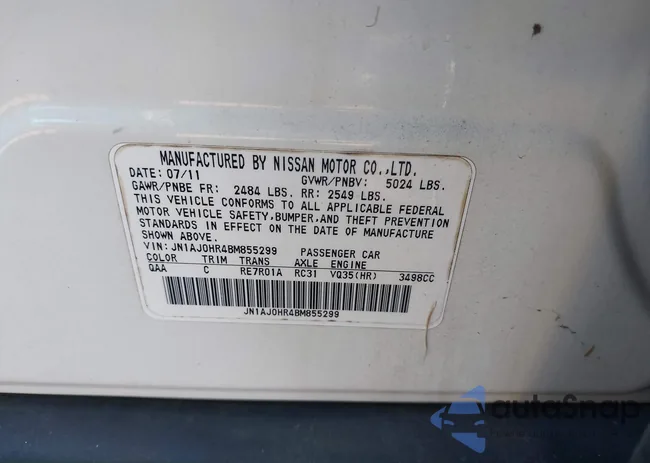 MANUFACTURED BY NISSAN MOTOR CO.,LTD.
DATE: 07/11 GVWR/PNBV: 5024 LBS.
GAWR/PNBE FR: 2484 LBS. RR: 2549 LBS.
THIS VEHICLE CONFORMS TO ALL APPLICABLE FEDERAL
MOTOR VEHICLE SAFETY,BUMPER,AND THEFT PREVENTION
STANDARDS IN EFFECT ON THE DATE OF MANUFACTURE
SHOWN ABOVE.
VIN: JN1AJ0HR4BM855299 PASSENGER CAR
COLOR TRIM TRANS AXLE ENGINE
QAA C RE7R01A RC31 VQ35(HR) 3498CC
JN1AJ0HR4BM855299
autoSnap